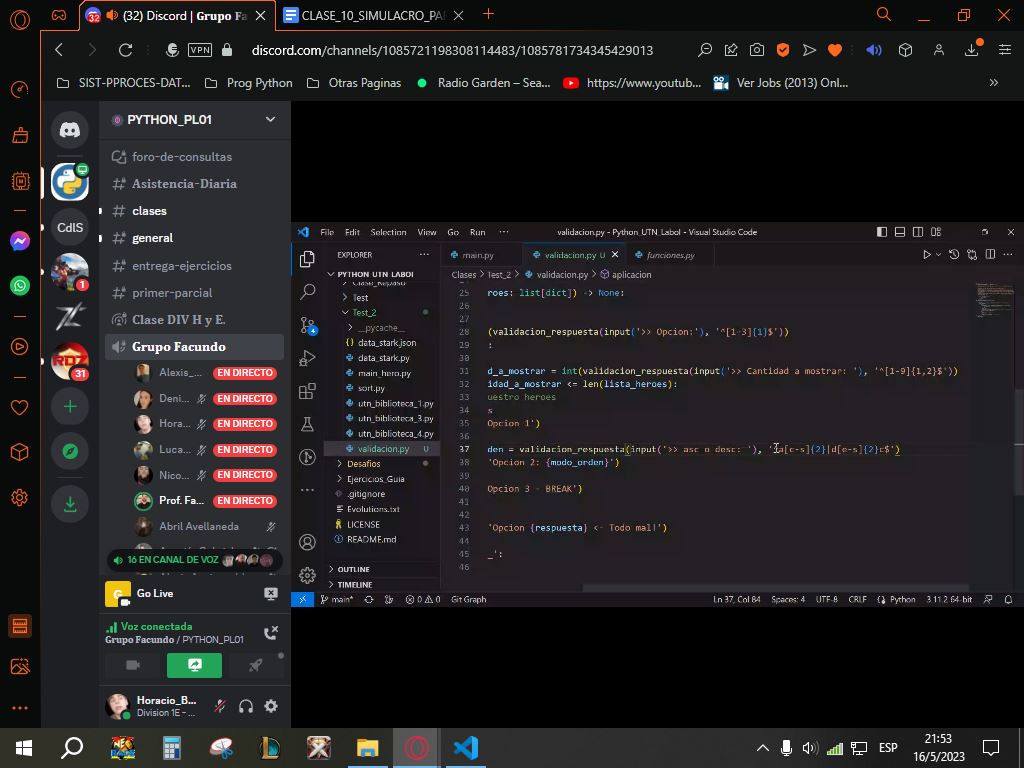 (32) Discord | Grupo Fa
CLASE_10_SIMULACRO_PA
VPN
discord.com/channels/1085721198308114483/1085781734345429013
SIST-PPROCES-DAT...
Prog Python
Otras Paginas
Radio Garden – Sea...
https://www.youtub...
Ver Jobs (2013) Onl...
PYTHON_PL01
foro-de-consultas
Asistencia-Diaria
clases
general
entrega-ejercicios
primer-parcial
Clase DIV H y E.
Grupo Facundo
Alexis_... EN DIRECTO
Deni... EN DIRECTO
Hora... EN DIRECTO
Luca... EN DIRECTO
Nico... EN DIRECTO
Prof. Fa... EN DIRECTO
Abril Avellaneda
16 EN CANAL DE VOZ
Go Live
Voz conectada
Grupo Facundo / PYTHON_PL01
Horacio_B...
Division 1E - ...
CdlS
1
31
File Edit Selection View Go Run ···
validacion.py - Python_UTN_Labol - Visual Studio Code
EXPLORER
PYTHON UTN LABOI
Clase_Repaso
Test
Test_2
__pycache__
data_stark.json
data_stark.py
main_hero.py
sort.py
utn_biblioteca_1.py
utn_biblioteca_3.py
utn_biblioteca_4.py
validacion.py U
Desafios
Ejercicios_Guia
.gitignore
Evolutions.txt
LICENSE
README.md
OUTLINE
TIMELINE
main.py
validacion.py U
funciones.py
Clases > Test_2 > validacion.py > aplicacion
25 roes: list[dict]) -> None:
26
27
28 (validacion_respuesta(input('>> Opcion:'), '^[1-3]{1}$'))
29 :
30
31 d_a_mostrar = int(validacion_respuesta(input('>> Cantidad a mostrar: '), '^[1-9]{1,2}$'))
32 idad_a_mostrar <= len(lista_heroes):
33 uestro heroes
34 s
35 Opcion 1')
36
37 den = validacion_respuesta(input('>> asc o desc: '), '^a[c-s]{2}|d[e-s]{2}c$')
38 'Opcion 2: {modo_orden}')
39
40 Opcion 3 - BREAK')
41
42
43 'Opcion {respuesta} <- Todo mal!')
44
45 _':
46
main*
0 0
Git Graph
Ln 37, Col 84
Spaces: 4
UTF-8
CRLF
Python
3.11.2 64-bit
ESP
21:53
16/5/2023